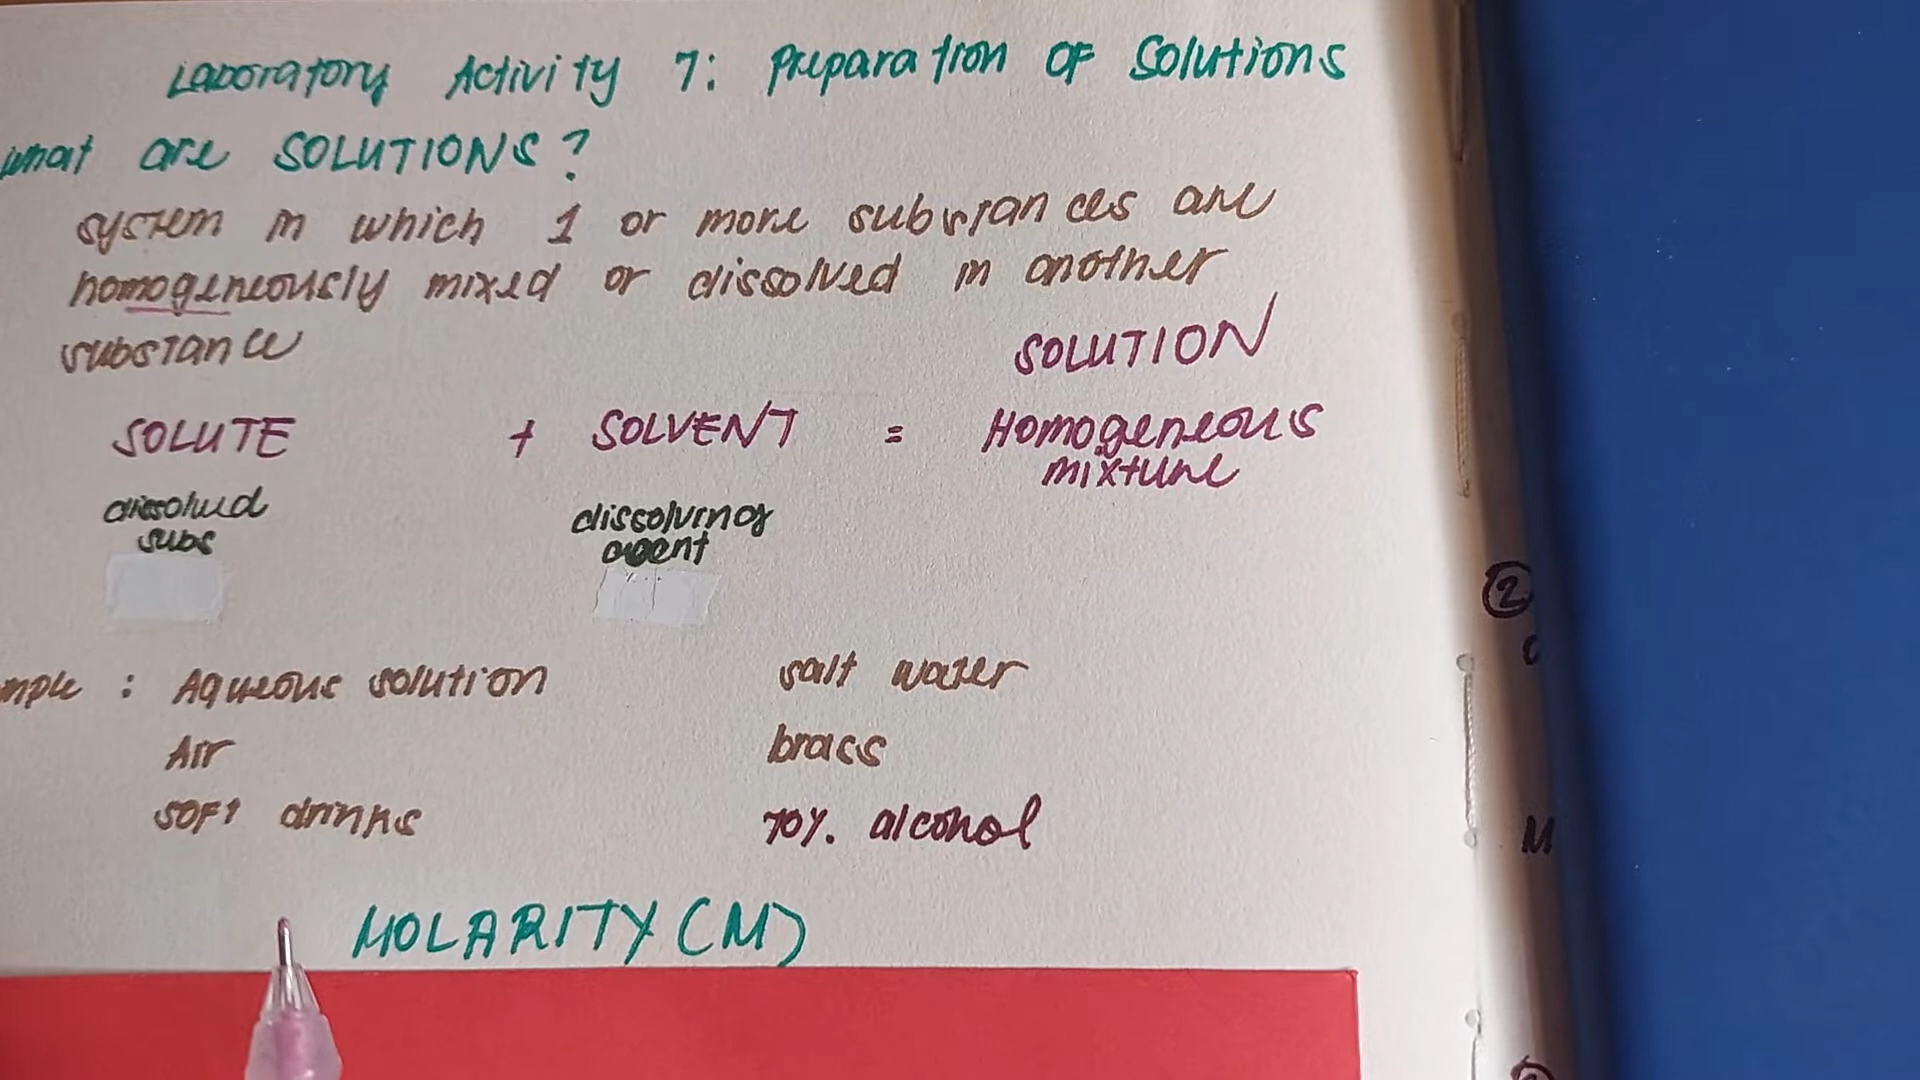 Laboratory Activity 7: Preparation of Solutions
What are SOLUTIONS?
system in which 1 or more substances are
homogeneously mixed or dissolved in another
substance
SOLUTION
SOLUTE + SOLVENT = Homogeneous
mixture
dissolved
subs
dissolving
agent
mple : Aqueous solution salt water
Air brass
soft drinks 70%. alcohol
MOLARITY (M)
2
M